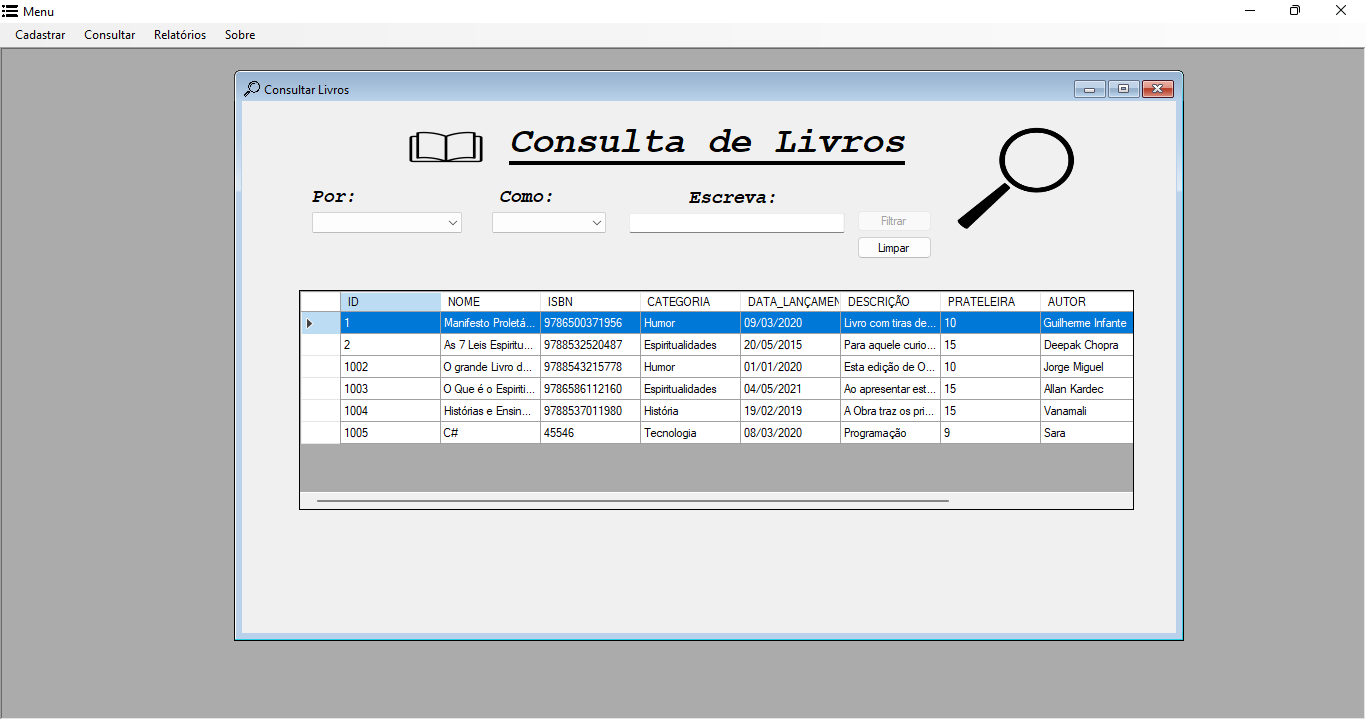 Menu
Cadastrar Consultar Relatórios Sobre
Consultar Livros
Consulta de Livros
Por: Como: Escreva:
Filtrar
Limpar
ID NOME ISBN CATEGORIA DATA_LANÇAMEN DESCRIÇÃO PRATELEIRA AUTOR
1 Manifesto Proletá... 9786500371956 Humor 09/03/2020 Livro com tiras de... 10 Guilherme Infante
2 As 7 Leis Espiritu... 9788532520487 Espiritualidades 20/05/2015 Para aquele curio... 15 Deepak Chopra
1002 O grande Livro d... 9788543215778 Humor 01/01/2020 Esta edição de O... 10 Jorge Miguel
1003 O Que é o Espiriti... 9786586112160 Espiritualidades 04/05/2021 Ao apresentar est... 15 Allan Kardec
1004 Histórias e Ensin... 9788537011980 História 19/02/2019 A Obra traz os pri... 15 Vanamali
1005 C# 45546 Tecnologia 08/03/2020 Programação 9 Sara